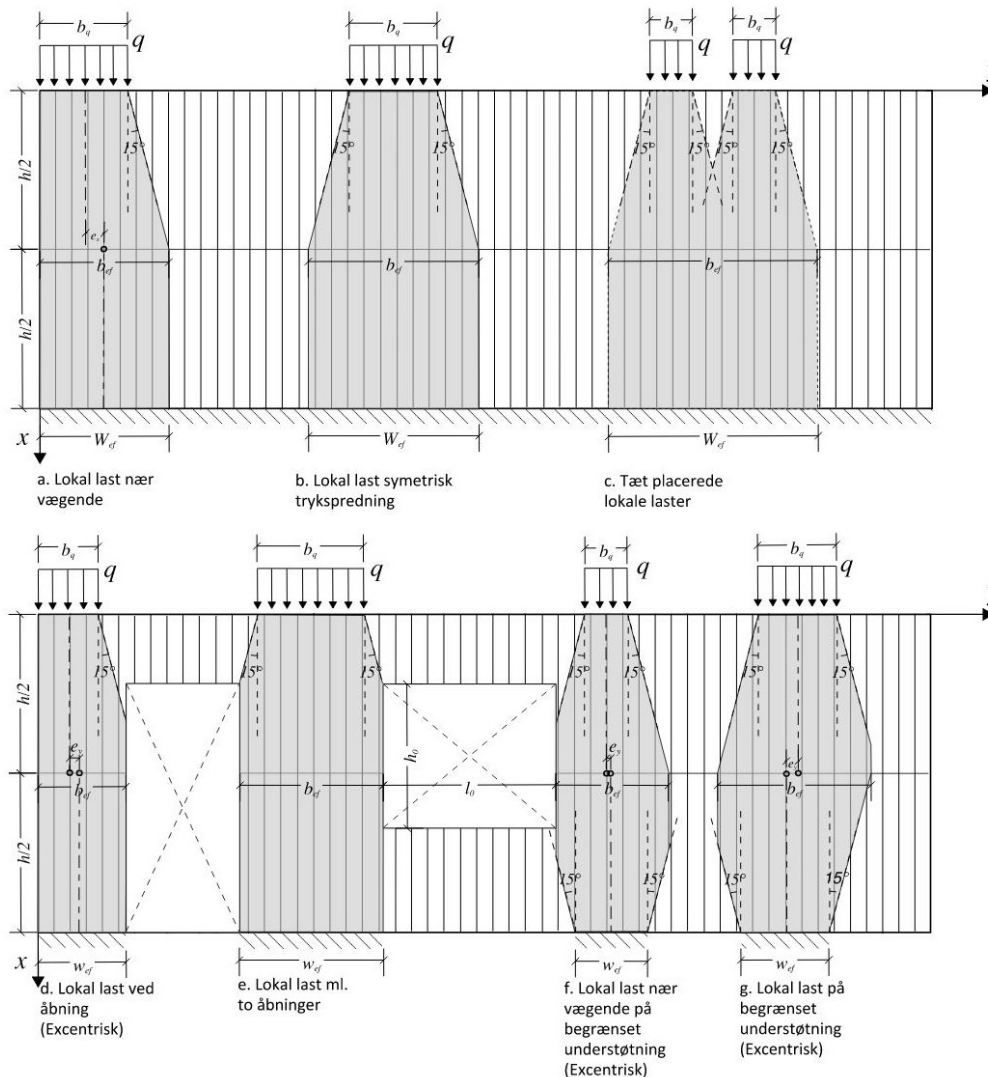 b_q b_q b_q b_q
q q q q
15° 15° 15° 15° 15° 15° 15°
h/2
e_y
b_ef b_ef b_ef
h/2
x W_ef W_ef W_ef
a. Lokal last nær
vægende
b. Lokal last symetrisk
trykspredning
c. Tæt placerede
lokale laster
b_q b_q b_q b_q
q q q q
15° 15° 15° 15° 15° 15° 15°
h/2
h_0
e_y e_y e_y
b_ef b_ef l_0 b_ef b_ef
h/2
15° 15° 15° 15°
x w_ef w_ef w_ef w_ef
d. Lokal last ved
åbning
(Excentrisk)
e. Lokal last ml.
to åbninger
f. Lokal last nær
vægende på
begrænset
understøtning
(Excentrisk)
g. Lokal last på
begrænset
understøtning
(Excentrisk)